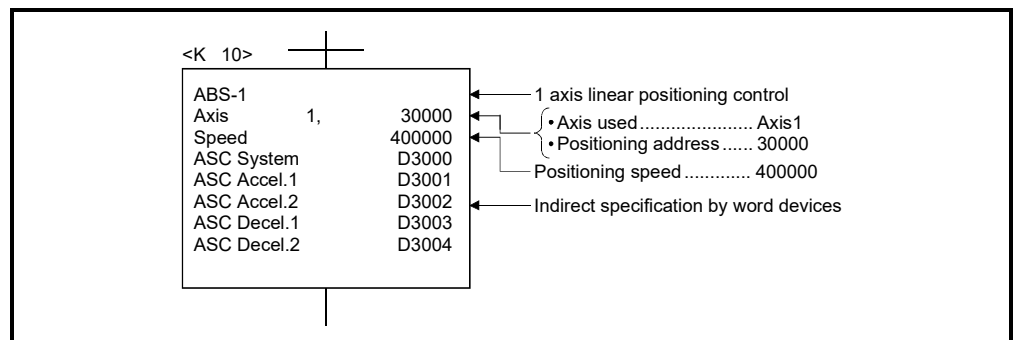 <K 10>
ABS-1
Axis 1, 30000
Speed 400000
ASC System D3000
ASC Accel.1 D3001
ASC Accel.2 D3002
ASC Decel.1 D3003
ASC Decel.2 D3004
1 axis linear positioning control
• Axis used...................... Axis1
• Positioning address...... 30000
Positioning speed............. 400000
Indirect specification by word devices